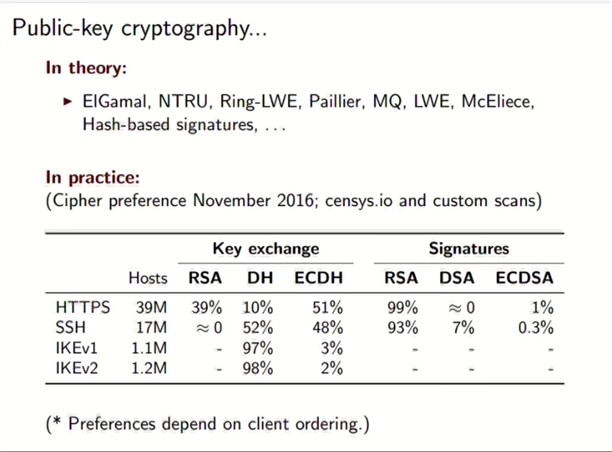 Public-key cryptography...
In theory:
▶ ElGamal, NTRU, Ring-LWE, Paillier, MQ, LWE, McEliece,
Hash-based signatures, ...
In practice:
(Cipher preference November 2016; censys.io and custom scans)
Key exchange Signatures
Hosts RSA DH ECDH RSA DSA ECDSA
HTTPS 39M 39% 10% 51% 99% ≈ 0 1%
SSH 17M ≈ 0 52% 48% 93% 7% 0.3%
IKEv1 1.1M - 97% 3% - - -
IKEv2 1.2M - 98% 2% - - -
(* Preferences depend on client ordering.)